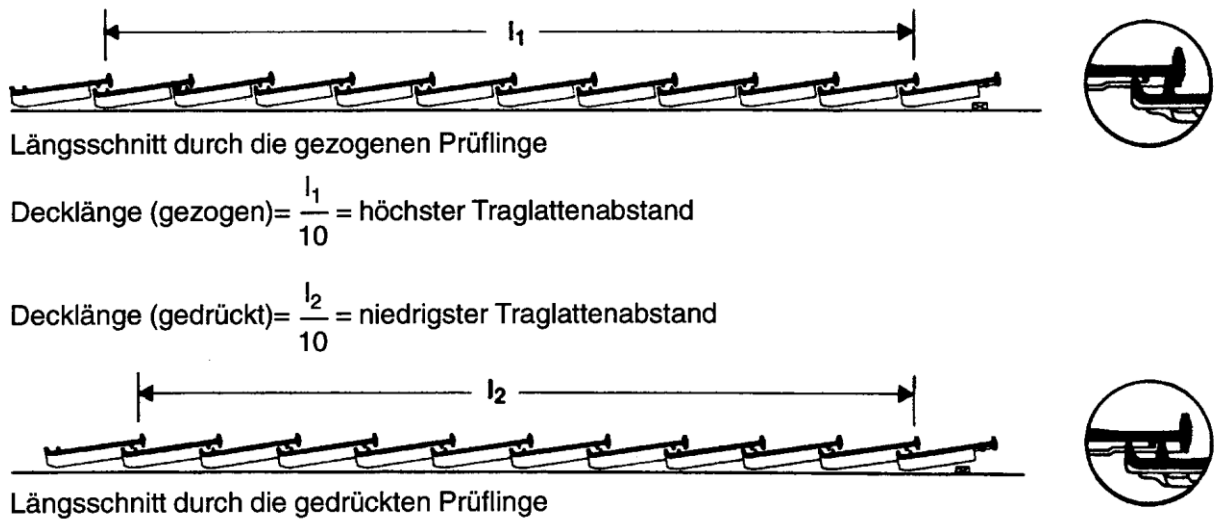 l₁
Längsschnitt durch die gezogenen Prüflinge
Decklänge (gezogen)= l₁/10 = höchster Traglattenabstand
Decklänge (gedrückt)= l₂/10 = niedrigster Traglattenabstand
l₂
Längsschnitt durch die gedrückten Prüflinge